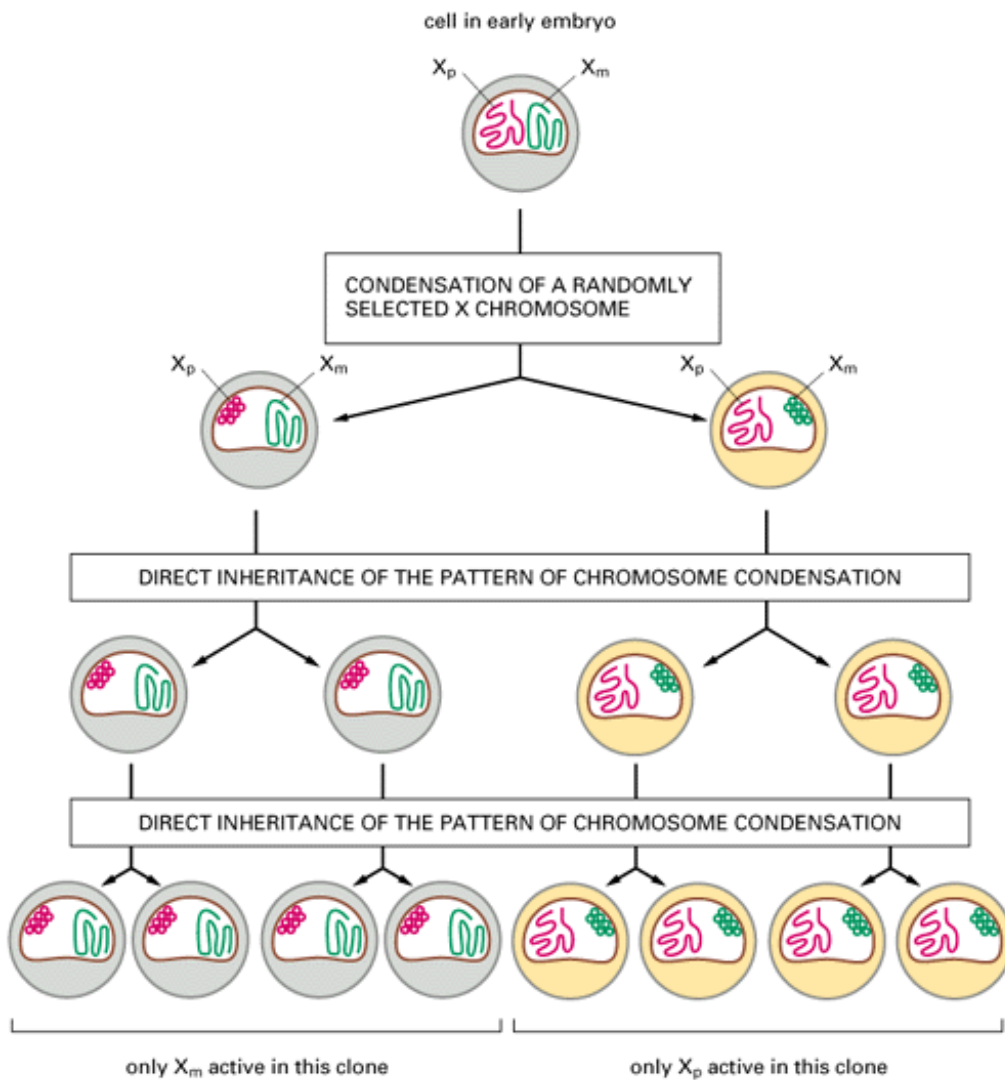 cell in early embryo
Xp Xm
CONDENSATION OF A RANDOMLY
SELECTED X CHROMOSOME
Xp Xm Xp Xm
DIRECT INHERITANCE OF THE PATTERN OF CHROMOSOME CONDENSATION
DIRECT INHERITANCE OF THE PATTERN OF CHROMOSOME CONDENSATION
only Xm active in this clone only Xp active in this clone